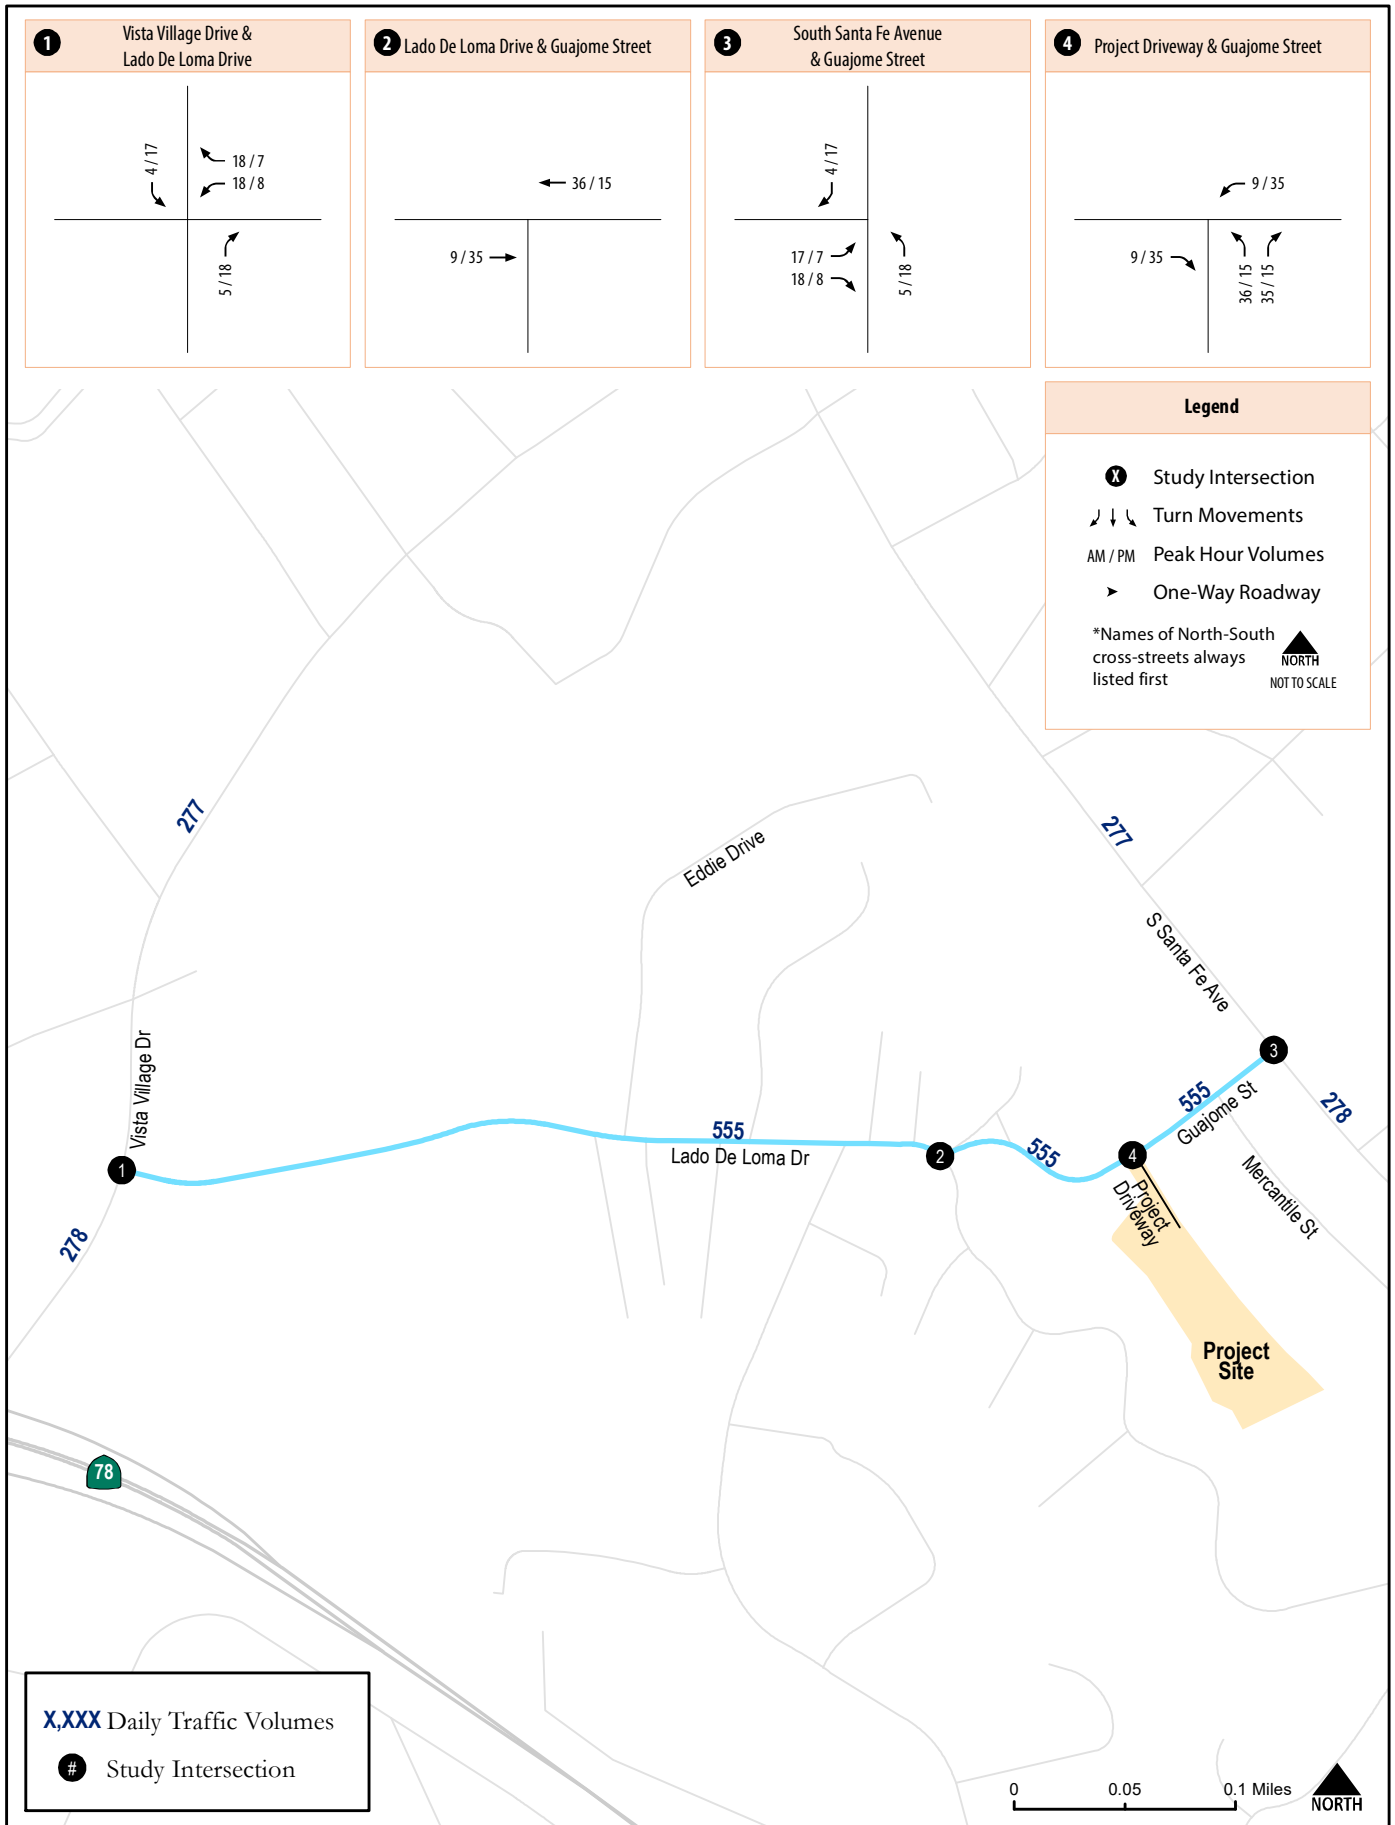 1
Vista Village Drive &
Lado De Loma Drive
4 / 17
18 / 7
18 / 8
5 / 18
2
Lado De Loma Drive & Guajome Street
36 / 15
9 / 35
3
South Santa Fe Avenue
& Guajome Street
4 / 17
17 / 7
18 / 8
5 / 18
4
Project Driveway & Guajome Street
9 / 35
9 / 35
36 / 15
35 / 15
Legend
X
Study Intersection
Turn Movements
AM / PM
Peak Hour Volumes
One-Way Roadway
*Names of North-South
cross-streets always
listed first
NORTH
NOT TO SCALE
277
277
Eddie Drive
S Santa Fe Ave
Vista Village Dr
3
555
Guajome St
278
555
Lado De Loma Dr
1
2
555
4
Project
Driveway
Mercantile St
278
Project
Site
78
X,XXX Daily Traffic Volumes
# Study Intersection
0
0.05
0.1 Miles
NORTH